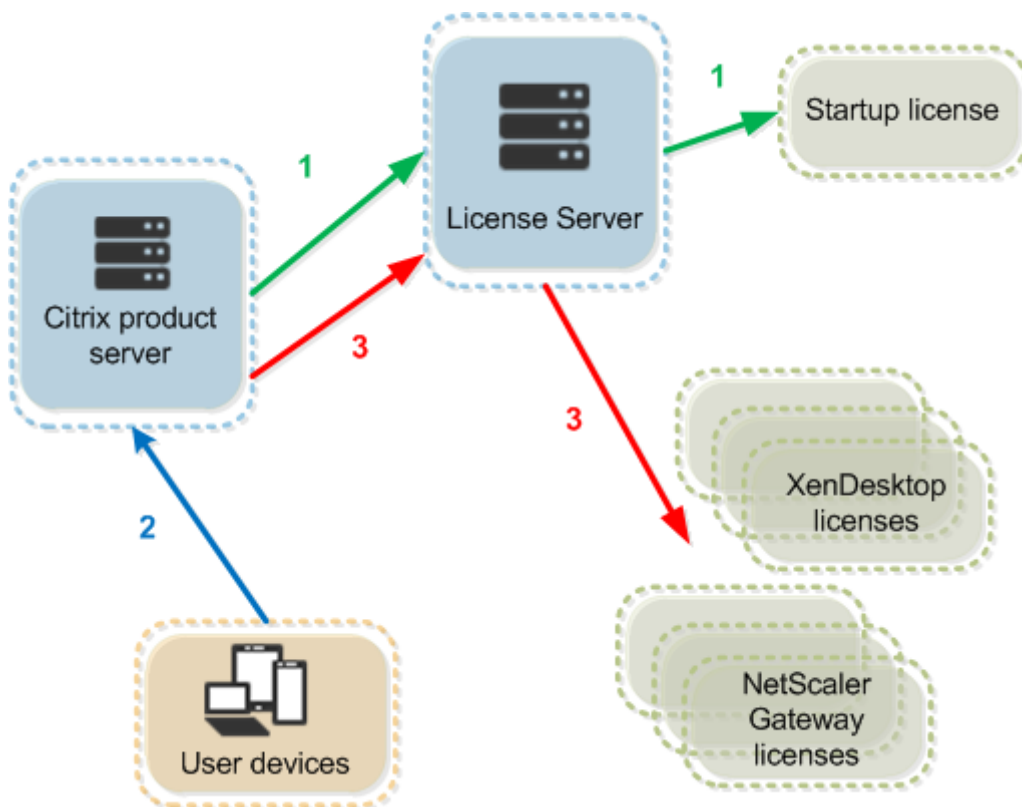 1
Startup license
1
License Server
Citrix product
server
3
3
XenDesktop
licenses
2
NetScaler
Gateway
licenses
User devices